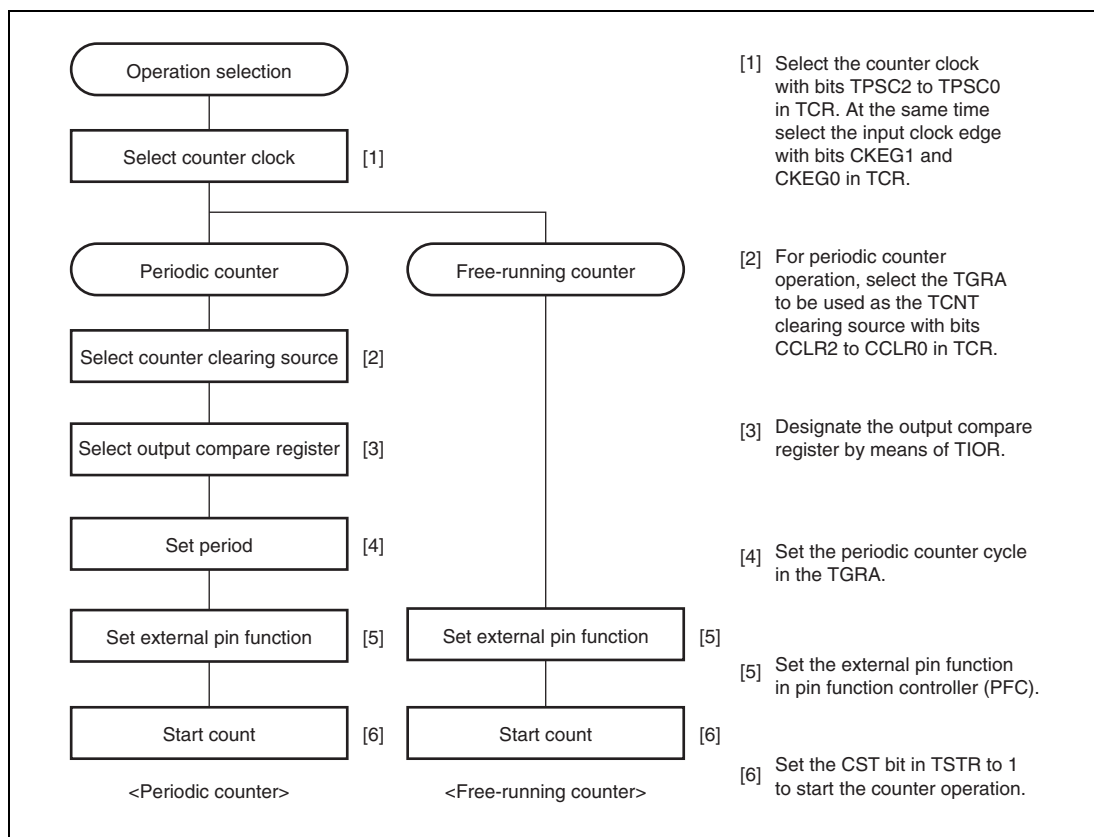 Operation selection
Select counter clock
[1]
Periodic counter
Free-running counter
Select counter clearing source
[2]
Select output compare register
[3]
Set period
[4]
Set external pin function
[5]
Set external pin function
[5]
Start count
[6]
Start count
[6]
<Periodic counter>
<Free-running counter>
[1] Select the counter clock
with bits TPSC2 to TPSC0
in TCR. At the same time
select the input clock edge
with bits CKEG1 and
CKEG0 in TCR.
[2] For periodic counter
operation, select the TGRA
to be used as the TCNT
clearing source with bits
CCLR2 to CCLR0 in TCR.
[3] Designate the output compare
register by means of TIOR.
[4] Set the periodic counter cycle
in the TGRA.
[5] Set the external pin function
in pin function controller (PFC).
[6] Set the CST bit in TSTR to 1
to start the counter operation.